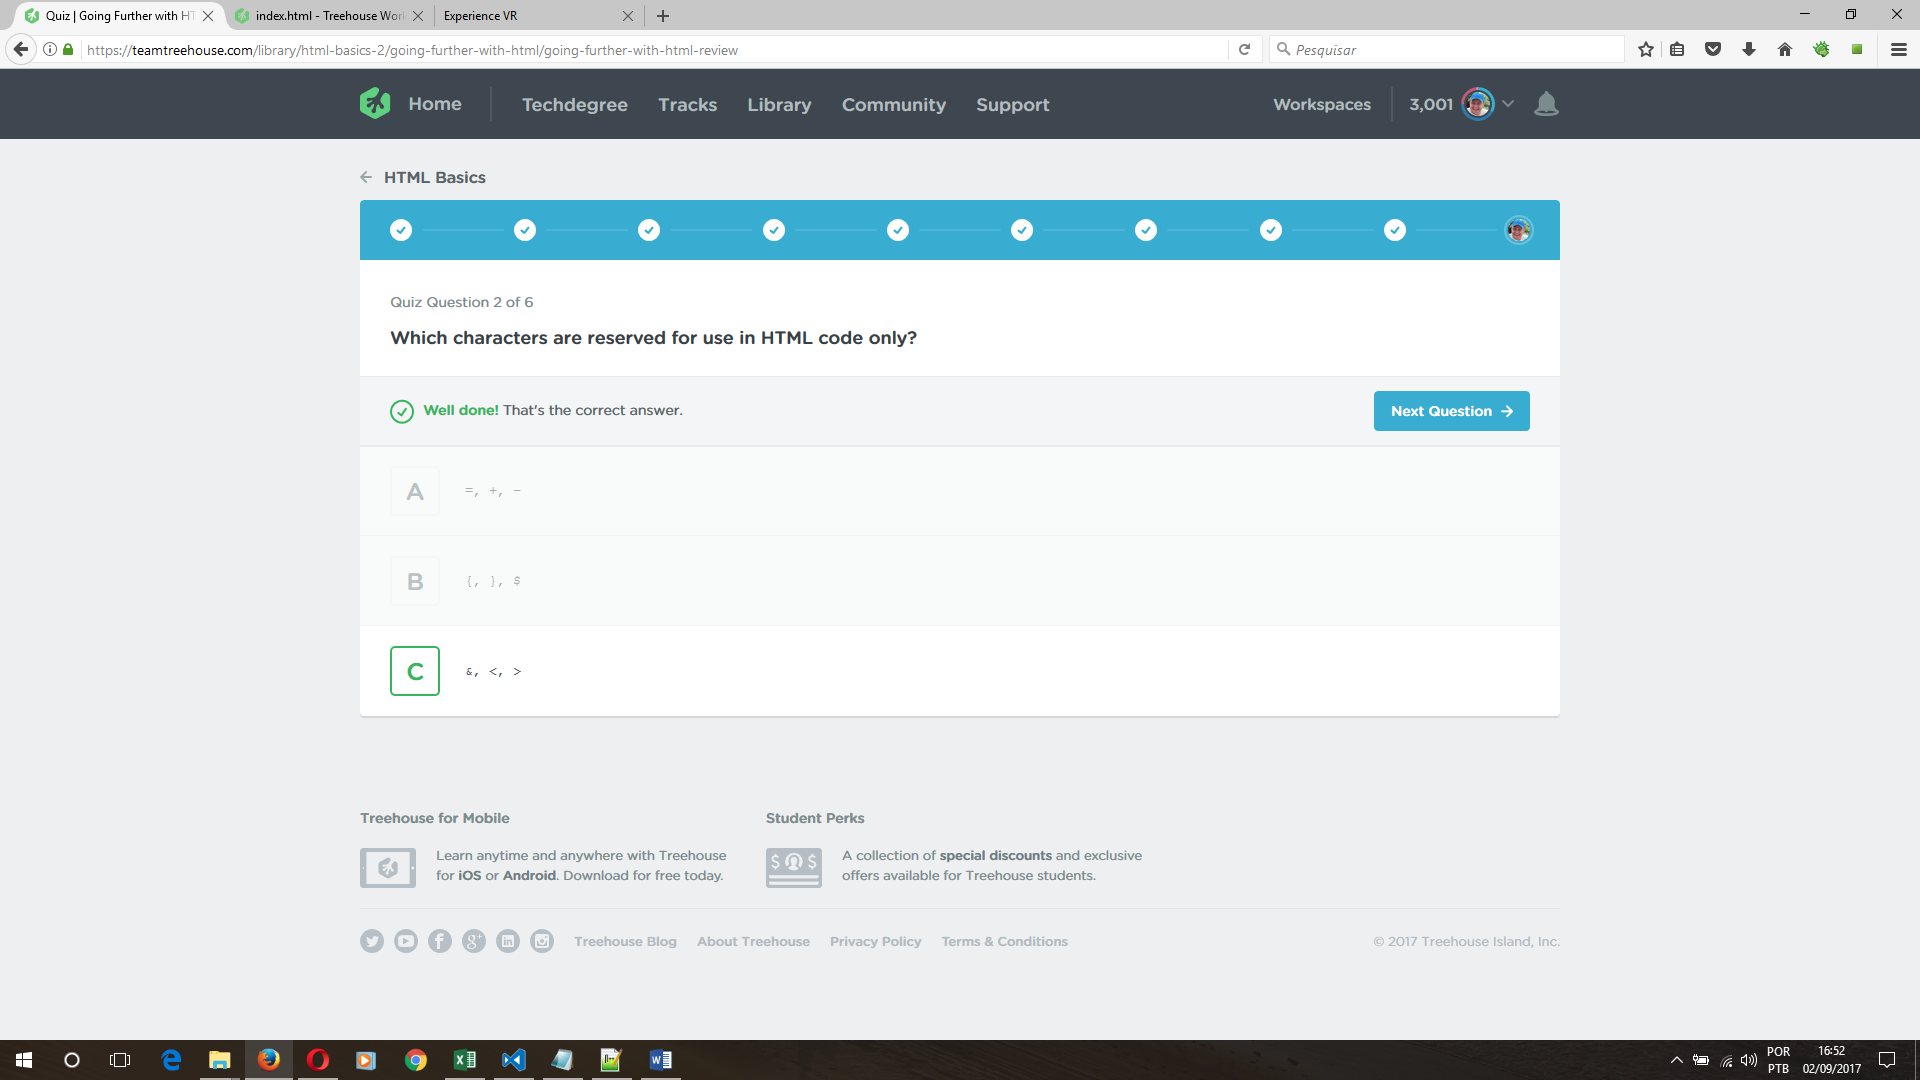 Quiz | Going Further with HT
index.html - Treehouse Wor
Experience VR
https://teamtreehouse.com/library/html-basics-2/going-further-with-html/going-further-with-html-review
Pesquisar
Home
Techdegree
Tracks
Library
Community
Support
Workspaces
3,001
HTML Basics
Quiz Question 2 of 6
Which characters are reserved for use in HTML code only?
Well done! That's the correct answer.
Next Question
A
=, +, -
B
{, }, $
C
&, <, >
Treehouse for Mobile
Learn anytime and anywhere with Treehouse
for iOS or Android. Download for free today.
Student Perks
A collection of special discounts and exclusive
offers available for Treehouse students.
Treehouse Blog
About Treehouse
Privacy Policy
Terms & Conditions
© 2017 Treehouse Island, Inc.
POR
PTB
16:52
02/09/2017